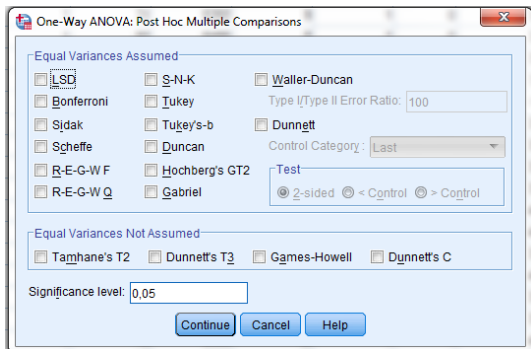 One-Way ANOVA: Post Hoc Multiple Comparisons
Equal Variances Assumed
LSD S-N-K Waller-Duncan
Bonferroni Tukey Type I/Type II Error Ratio: 100
Sidak Tukey's-b Dunnett
Scheffe Duncan Control Category: Last
R-E-G-W F Hochberg's GT2 Test
R-E-G-W Q Gabriel 2-sided < Control > Control
Equal Variances Not Assumed
Tamhane's T2 Dunnett's T3 Games-Howell Dunnett's C
Significance level: 0,05
Continue Cancel Help